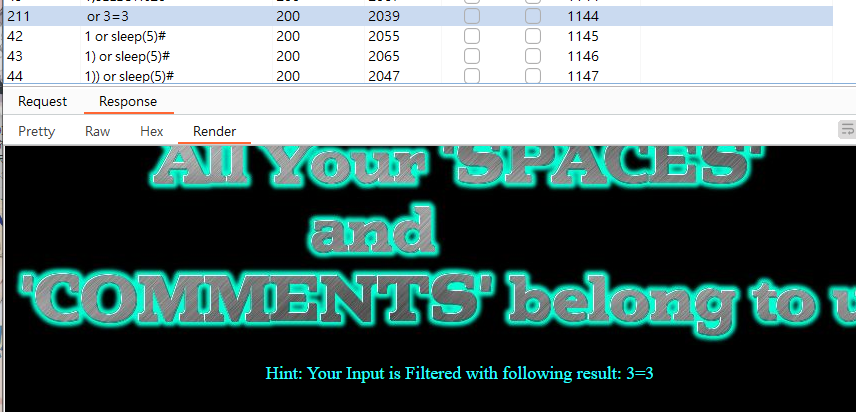 211 or 3=3 200 2039 1144
42 1 or sleep(5)# 200 2055 1145
43 1) or sleep(5)# 200 2065 1146
44 1)) or sleep(5)# 200 2047 1147
Request Response
Pretty Raw Hex Render
All Your 'SPACES'
and
'COMMENTS' belong to u
Hint: Your Input is Filtered with following result: 3=3